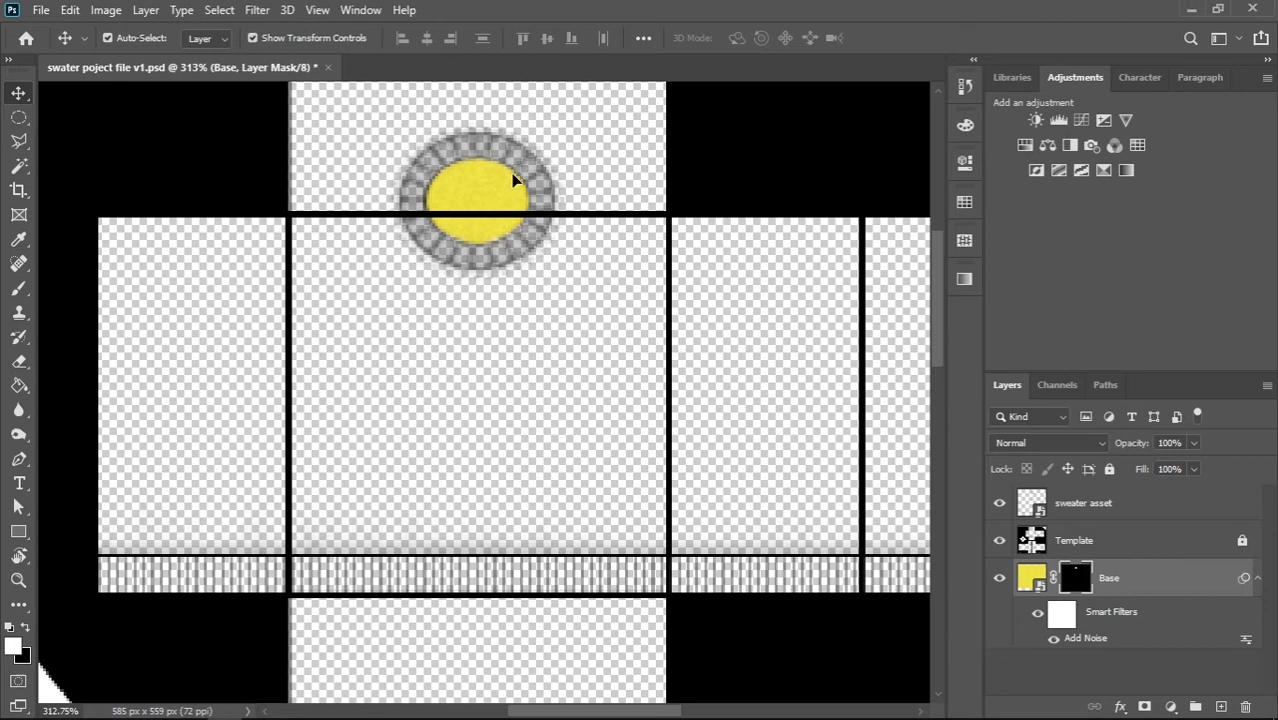 Ps File Edit Image Layer Type Select Filter 3D View Window Help
Auto-Select: Layer Show Transform Controls 3D Mode:
swater poject file v1.psd @ 313% (Base, Layer Mask/8) *
Libraries Adjustments Character Paragraph
Add an adjustment
Layers Channels Paths
Kind
Normal Opacity: 100%
Lock: Fill: 100%
sweater asset
Template
Base
Smart Filters
Add Noise
312.75% 585 px x 559 px (72 ppi)